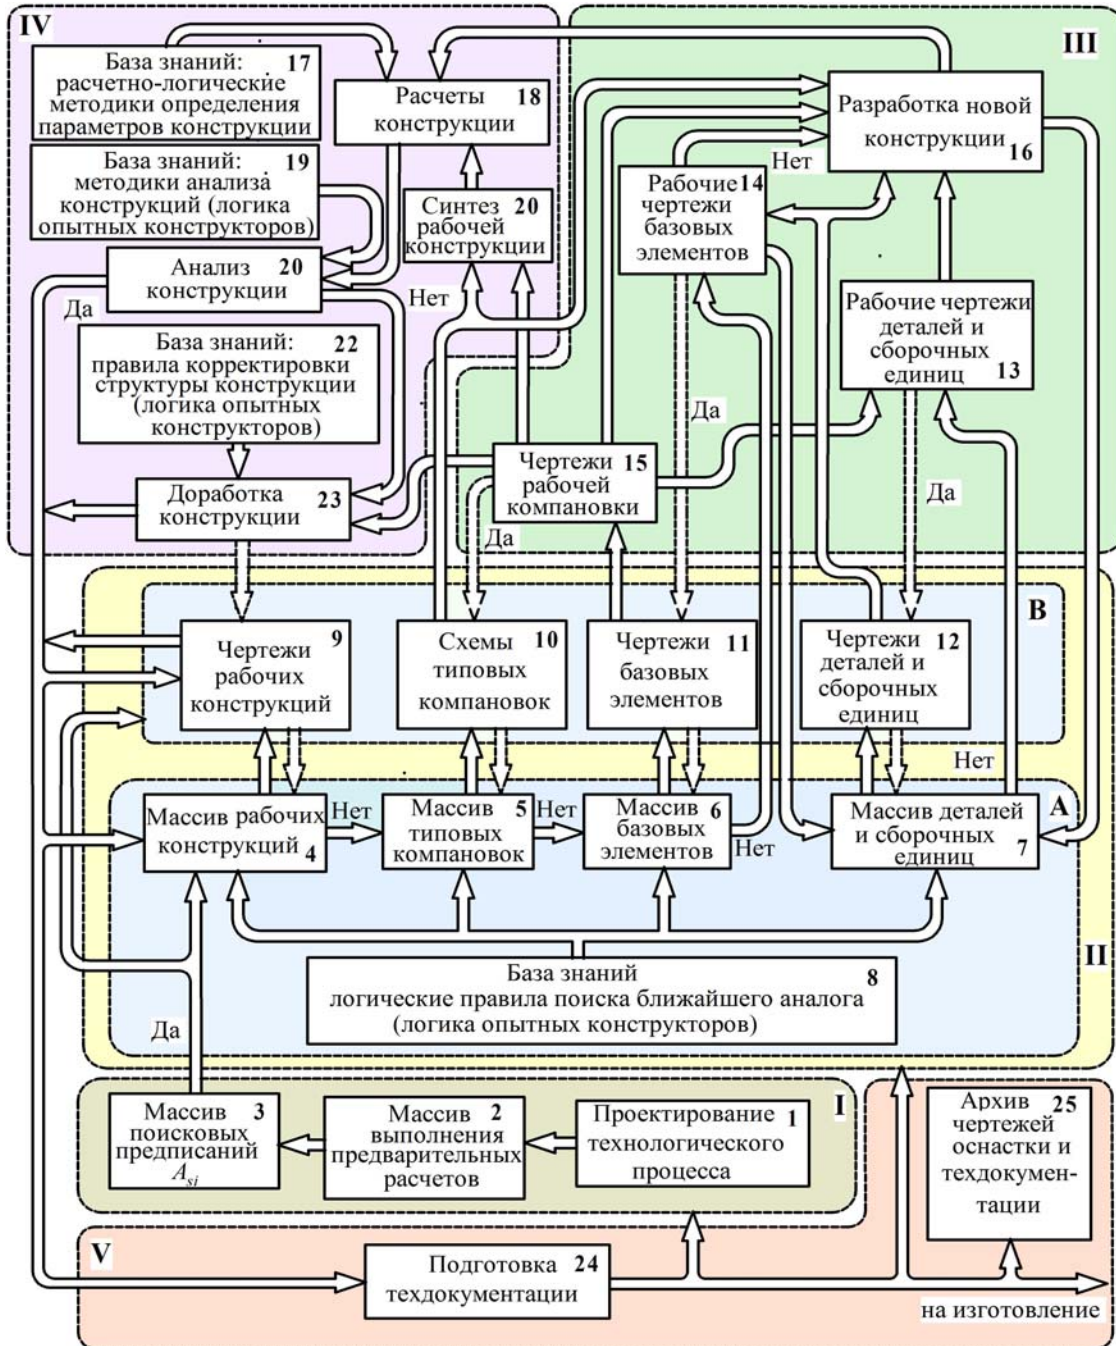 IV
База знаний: 17
расчетно-логические
методики определения
параметров конструкции
Расчеты 18
конструкции
III
Разработка новой
конструкции 16
База знаний: 19
методики анализа
конструкций (логика
опытных конструкторов)
Синтез 20
рабочей
конструкции
Нет
Рабочие 14
чертежи
базовых
элементов
Анализ 20
конструкции
Да
Нет
Рабочие чертежи
деталей и
сборочных
единиц 13
База знаний: 22
правила корректировки
структуры конструкции
(логика опытных
конструкторов)
Да
Чертежи 15
рабочей
компановки
Доработка 23
конструкции
Да
Да
B
9
Чертежи
рабочих
конструкций
Схемы 10
типовых
компановок
Чертежи 11
базовых
элементов
Чертежи 12
деталей и
сборочных
единиц
Нет
A
Массив рабочих
конструкций 4
Нет
Массив 5
типовых
компановок
Нет
Массив 6
базовых
элементов
Нет
Массив деталей
и сборочных
единиц 7
II
База знаний 8
логические правила поиска ближайшего аналога
(логика опытных конструкторов)
Да
I
Массив 3
поисковых
предписаний
Asi
Массив 2
выполнения
предварительных
расчетов
Проектирование 1
технологического
процесса
Архив 25
чертежей
оснастки и
техдокумен-
тации
V
Подготовка 24
техдокументации
на изготовление